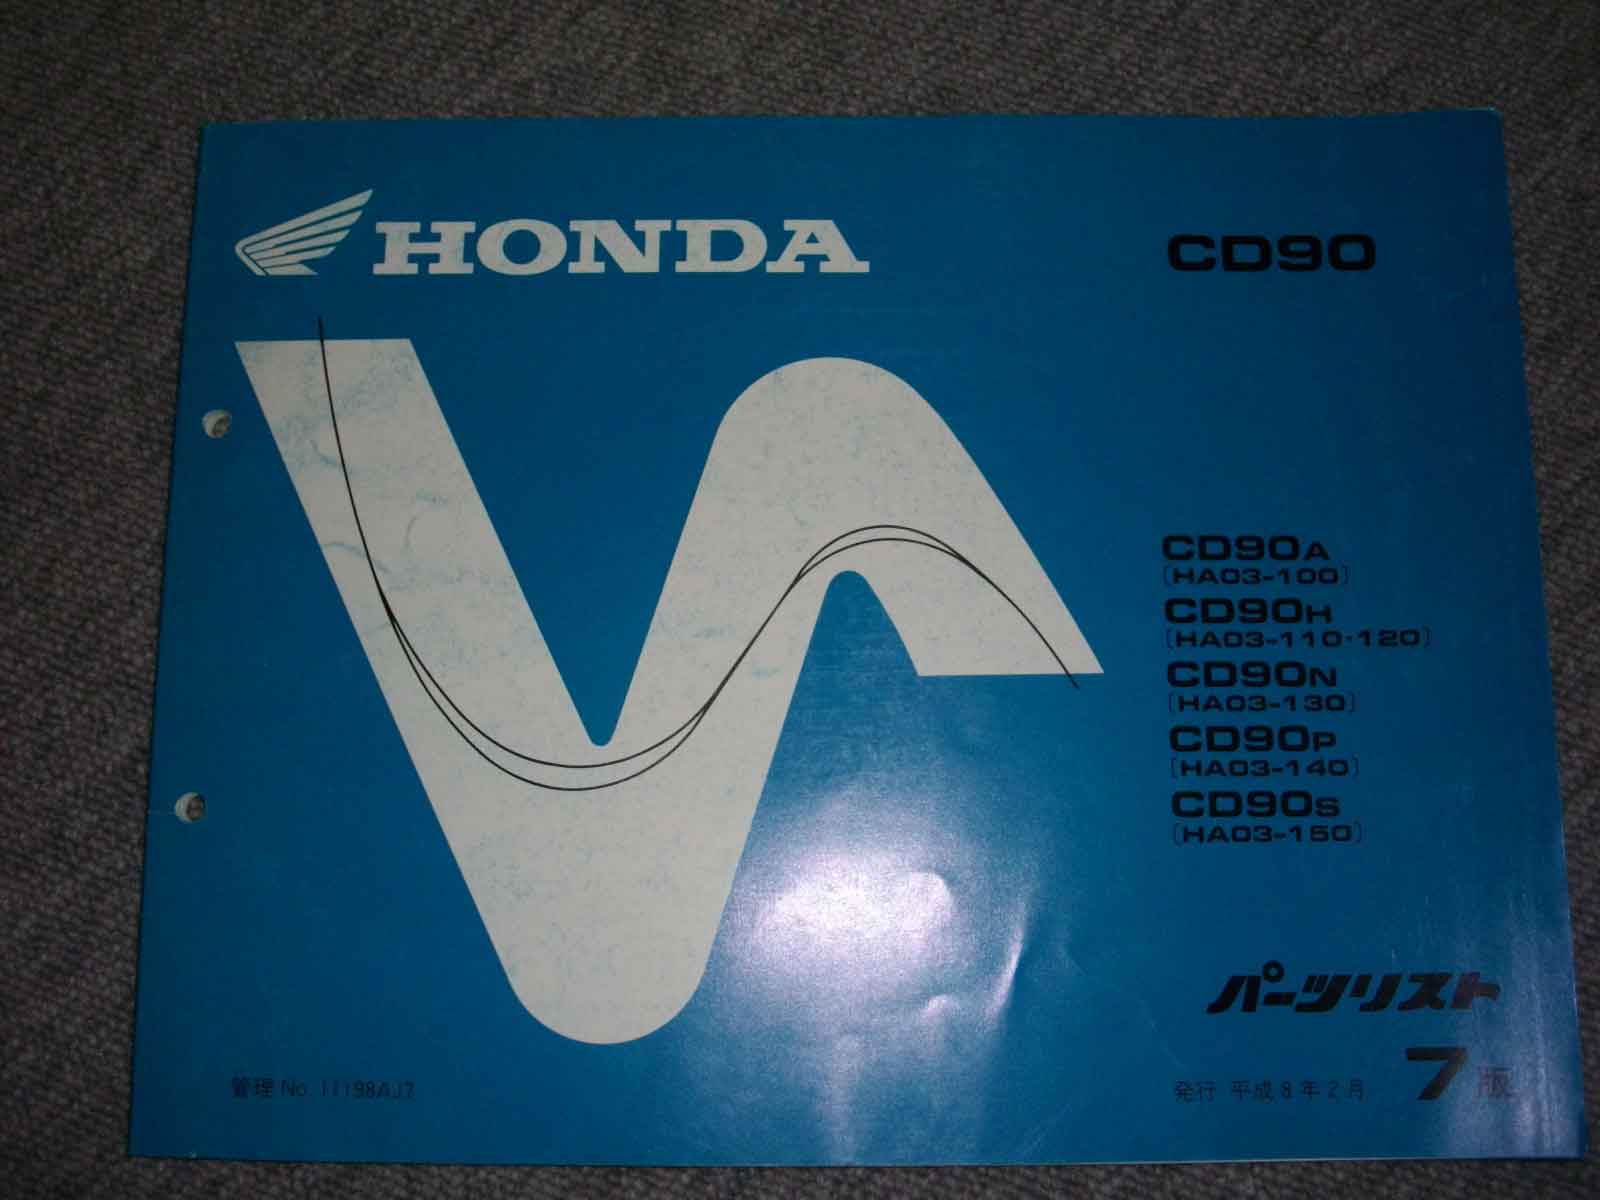 HONDA
CD90
CD90A
[HA03-100]
CD90H
[HA03-110・120]
CD90N
[HA03-130]
CD90P
[HA03-140]
CD90S
[HA03-150]
パーツリスト
管理 No. 11198AJ7
発行 平成 8 年 2 月 7 版